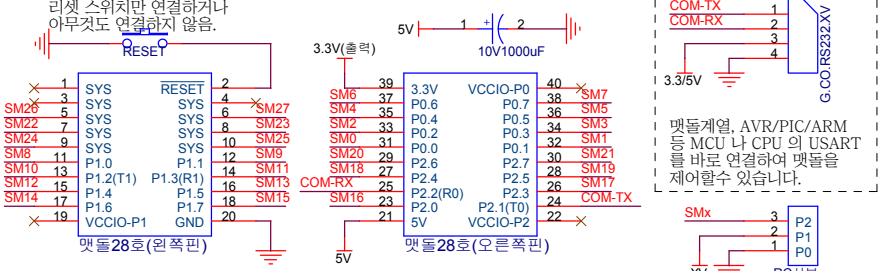 리셋 스위치만 연결하거나
아무것도 연결하지 않음.
RESET
5V 1 + 2
10V1000uF
3.3V(출력)
1 SYS RESET 2
3 SYS SYS 4
SM26 5 SYS SYS 6 SM27
SM22 7 SYS SYS 8 SM23
SM24 9 SYS SYS 10 SM25
SM8 11 P1.0 P1.1 12 SM9
SM10 13 P1.2(T1) P1.3(R1) 14 SM11
SM12 15 P1.4 P1.5 16 SM13
SM14 17 P1.6 P1.7 18 SM15
19 VCCIO-P1 GND 20
맷돌28호(왼쪽핀)
39 3.3V VCCIO-P0 40
SM6 37 P0.6 P0.7 38 SM7
SM4 35 P0.4 P0.5 36 SM5
SM2 33 P0.2 P0.3 34 SM3
SM0 31 P0.0 P0.1 32 SM1
SM20 29 P2.6 P2.7 30 SM21
SM18 27 P2.4 P2.5 28 SM19
COM-RX 25 P2.2(R0) P2.3 26 SM17
SM16 23 P2.0 P2.1(T0) 24 COM-TX
21 5V VCCIO-P2 22
5V
맷돌28호(오른쪽핀)
COM-TX 1
COM-RX 2
3
4
3.3/5V
G.CO.RS232.XV
맷돌계열, AVR/PIC/ARM
등 MCU 나 CPU 의 USART
를 바로 연결하여 맷돌을
제어할수 있습니다.
SMx 3 P2
2 P1
1 P0
XV